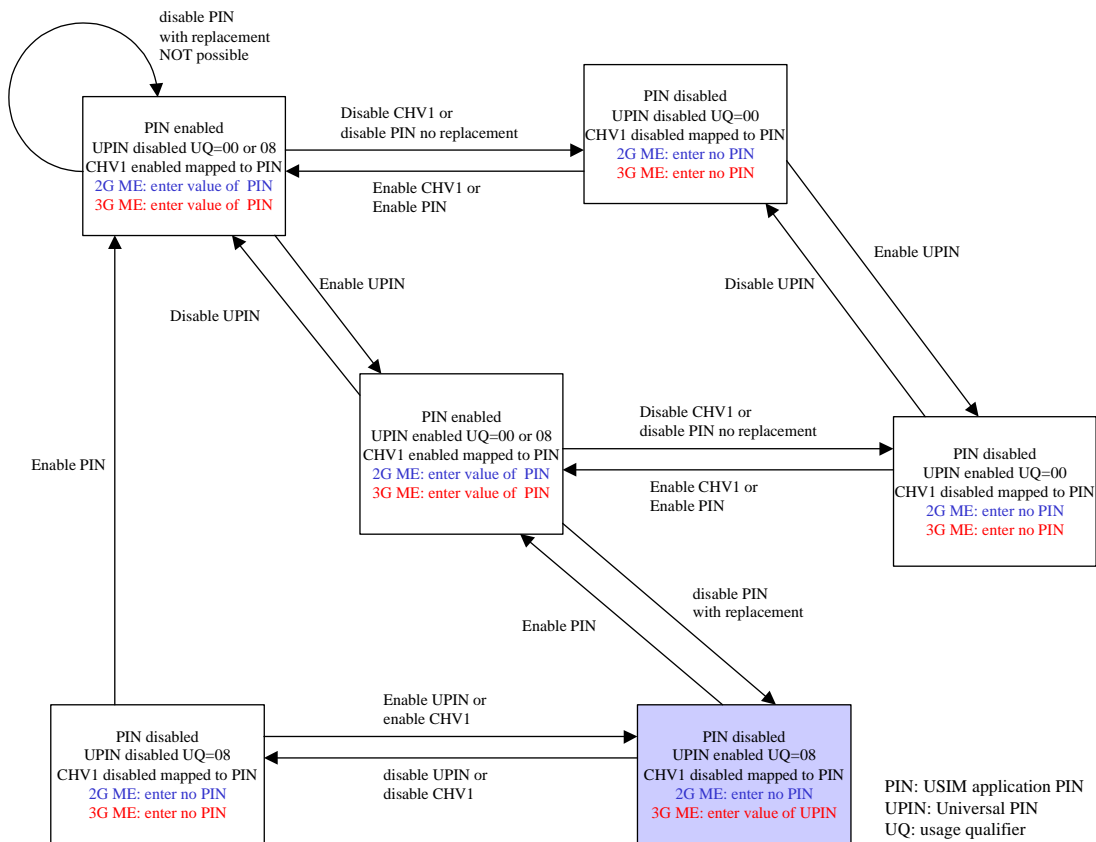 disable PIN
with replacement
NOT possible
PIN enabled
UPIN disabled UQ=00 or 08
CHV1 enabled mapped to PIN
2G ME: enter value of PIN
3G ME: enter value of PIN
Disable CHV1 or
disable PIN no replacement
Enable CHV1 or
Enable PIN
PIN disabled
UPIN disabled UQ=00
CHV1 disabled mapped to PIN
2G ME: enter no PIN
3G ME: enter no PIN
Enable UPIN
Disable UPIN
Enable UPIN
Disable UPIN
PIN enabled
UPIN enabled UQ=00 or 08
CHV1 enabled mapped to PIN
2G ME: enter value of PIN
3G ME: enter value of PIN
Disable CHV1 or
disable PIN no replacement
Enable CHV1 or
Enable PIN
PIN disabled
UPIN enabled UQ=00
CHV1 disabled mapped to PIN
2G ME: enter no PIN
3G ME: enter no PIN
Enable PIN
disable PIN
with replacement
Enable PIN
PIN disabled
UPIN disabled UQ=08
CHV1 disabled mapped to PIN
2G ME: enter no PIN
3G ME: enter no PIN
Enable UPIN or
enable CHV1
disable UPIN or
disable CHV1
PIN disabled
UPIN enabled UQ=08
CHV1 disabled mapped to PIN
2G ME: enter no PIN
3G ME: enter value of UPIN
PIN: USIM application PIN
UPIN: Universal PIN
UQ: usage qualifier